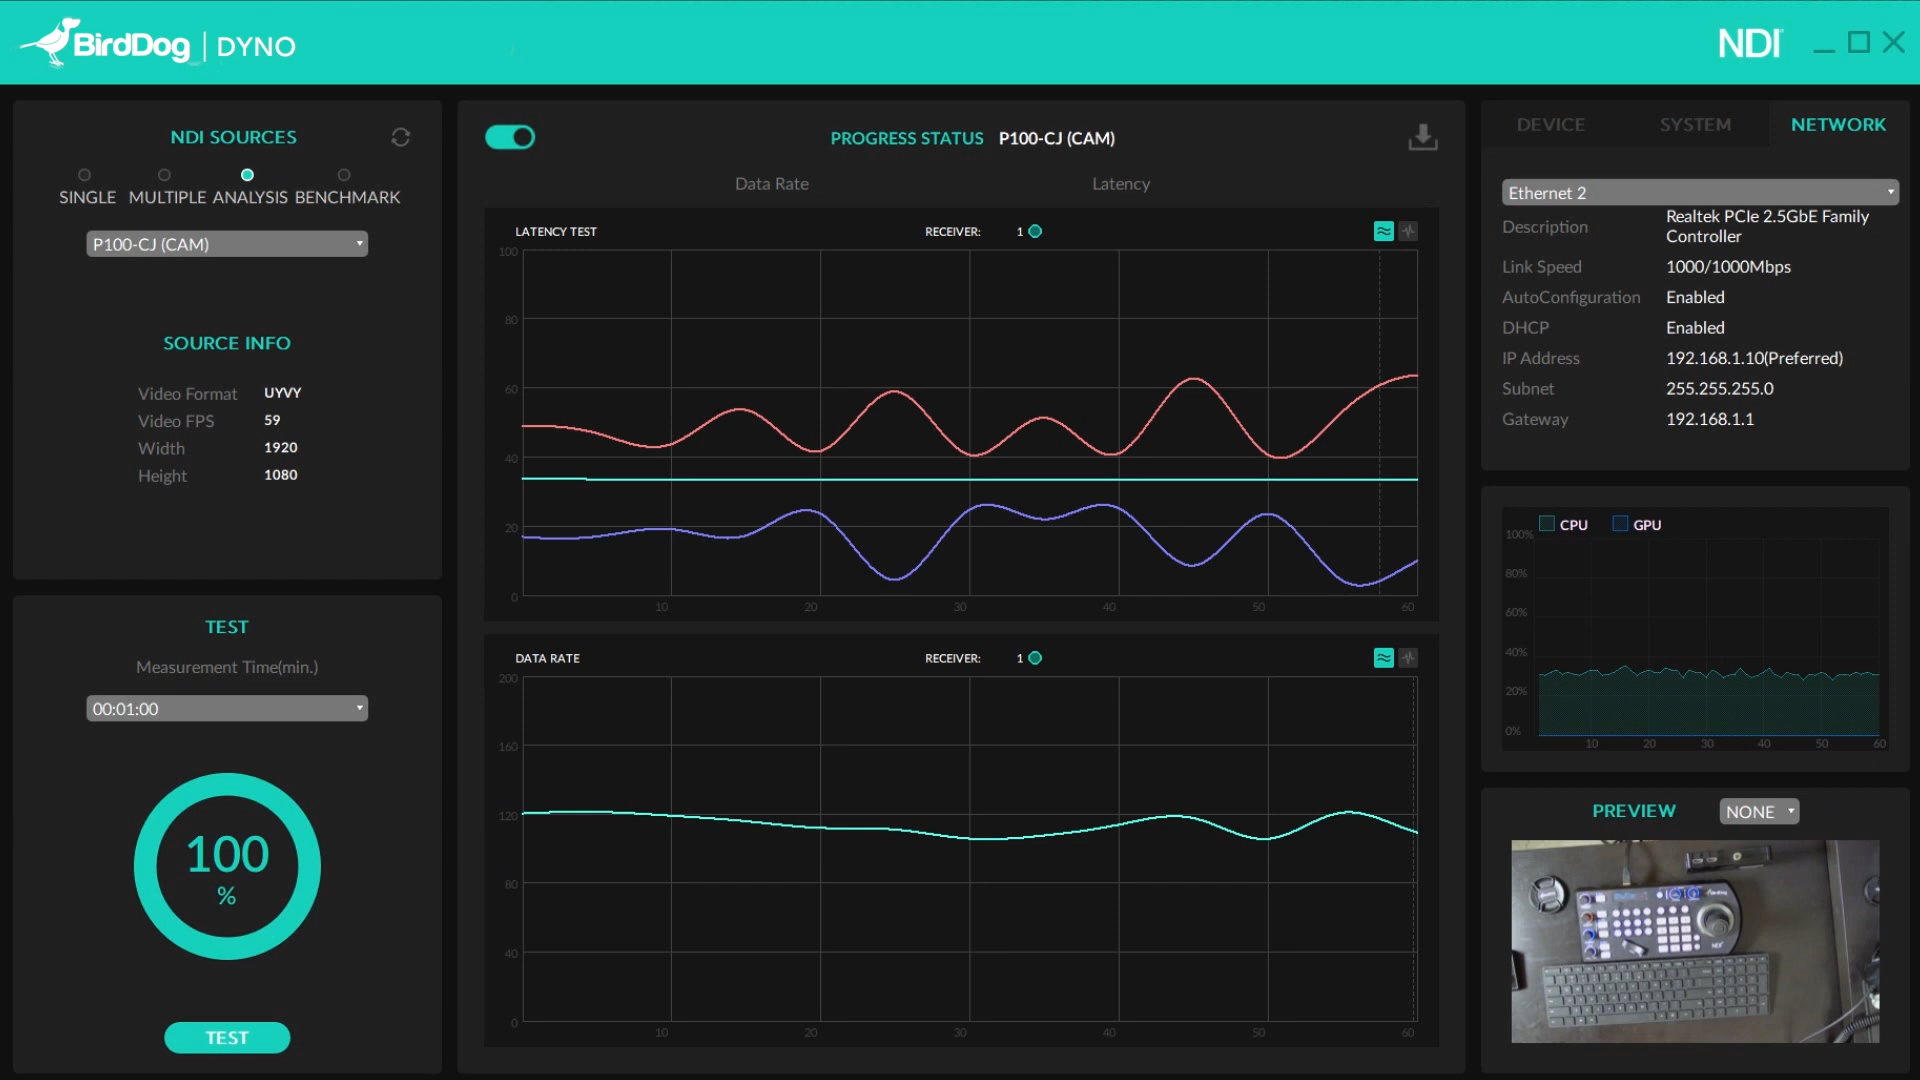 BirdDog | DYNO
NDI
NDI SOURCES
SINGLE MULTIPLE ANALYSIS BENCHMARK
P100-CJ (CAM)
SOURCE INFO
Video Format UYVY
Video FPS 59
Width 1920
Height 1080
TEST
Measurement Time(min.)
00:01:00
100
%
TEST
PROGRESS STATUS P100-CJ (CAM)
Data Rate Latency
LATENCY TEST RECEIVER: 1
100
80
60
40
20
0
10 20 30 40 50 60
DATA RATE RECEIVER: 1
200
160
120
80
40
0
10 20 30 40 50 60
DEVICE SYSTEM NETWORK
Ethernet 2
Description Realtek PCIe 2.5GbE Family
Controller
Link Speed 1000/1000Mbps
AutoConfiguration Enabled
DHCP Enabled
IP Address 192.168.1.10(Preferred)
Subnet 255.255.255.0
Gateway 192.168.1.1
CPU GPU
100%
80%
60%
40%
20%
0%
10 20 30 40 50 60
PREVIEW NONE
NDI